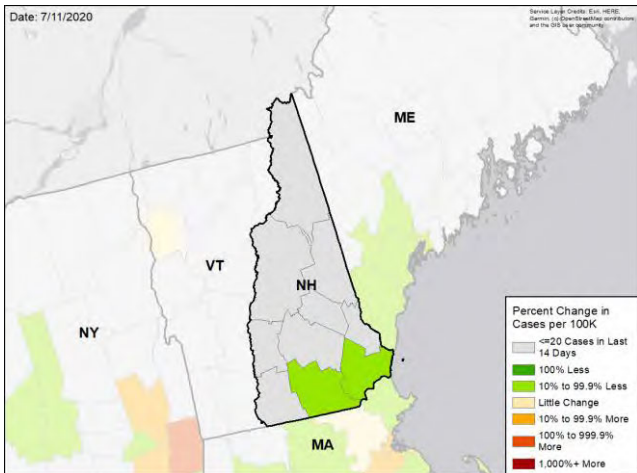 Date: 7/11/2020
Service Layer Credits: Esri, HERE,
Garmin, (c) OpenStreetMap contributors,
and the GIS user community
ME
VT
NH
NY
MA
Percent Change in
Cases per 100K
<=20 Cases in Last
14 Days
100% Less
10% to 99.9% Less
Little Change
10% to 99.9% More
100% to 999.9%
More
1,000%+ More